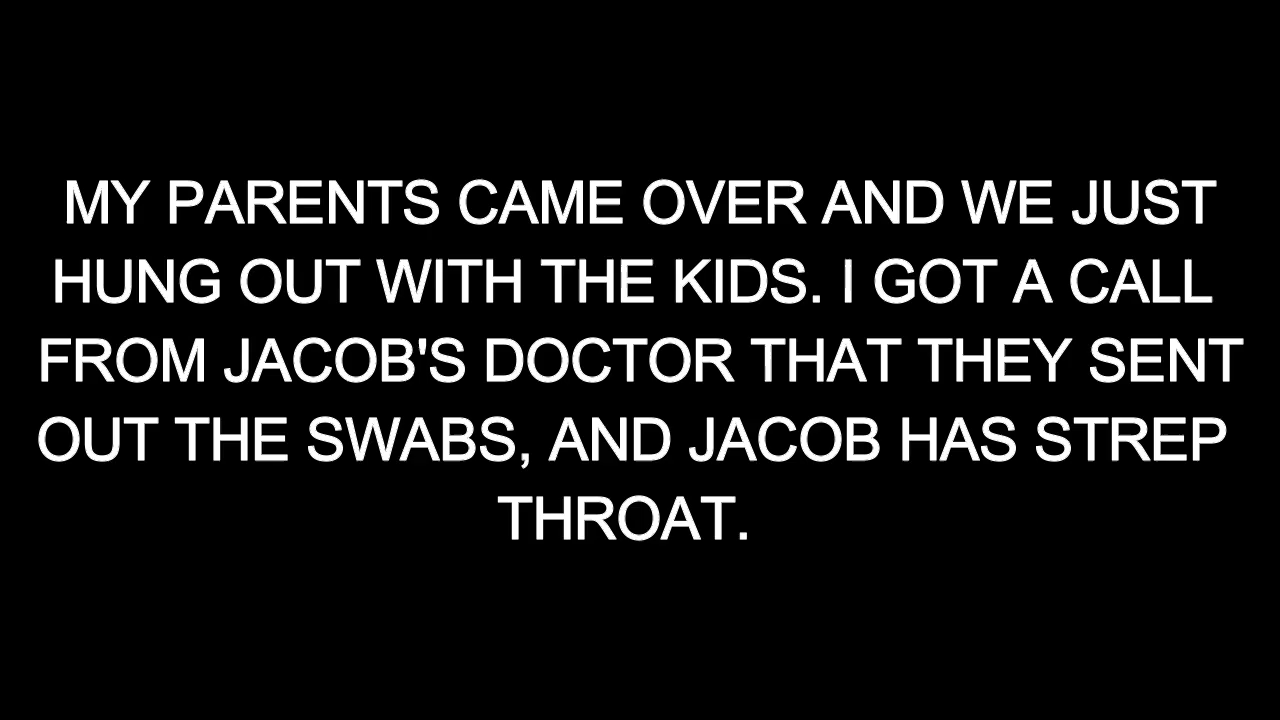 MY PARENTS CAME OVER AND WE JUST
HUNG OUT WITH THE KIDS. I GOT A CALL
FROM JACOB'S DOCTOR THAT THEY SENT
OUT THE SWABS, AND JACOB HAS STREP
THROAT.